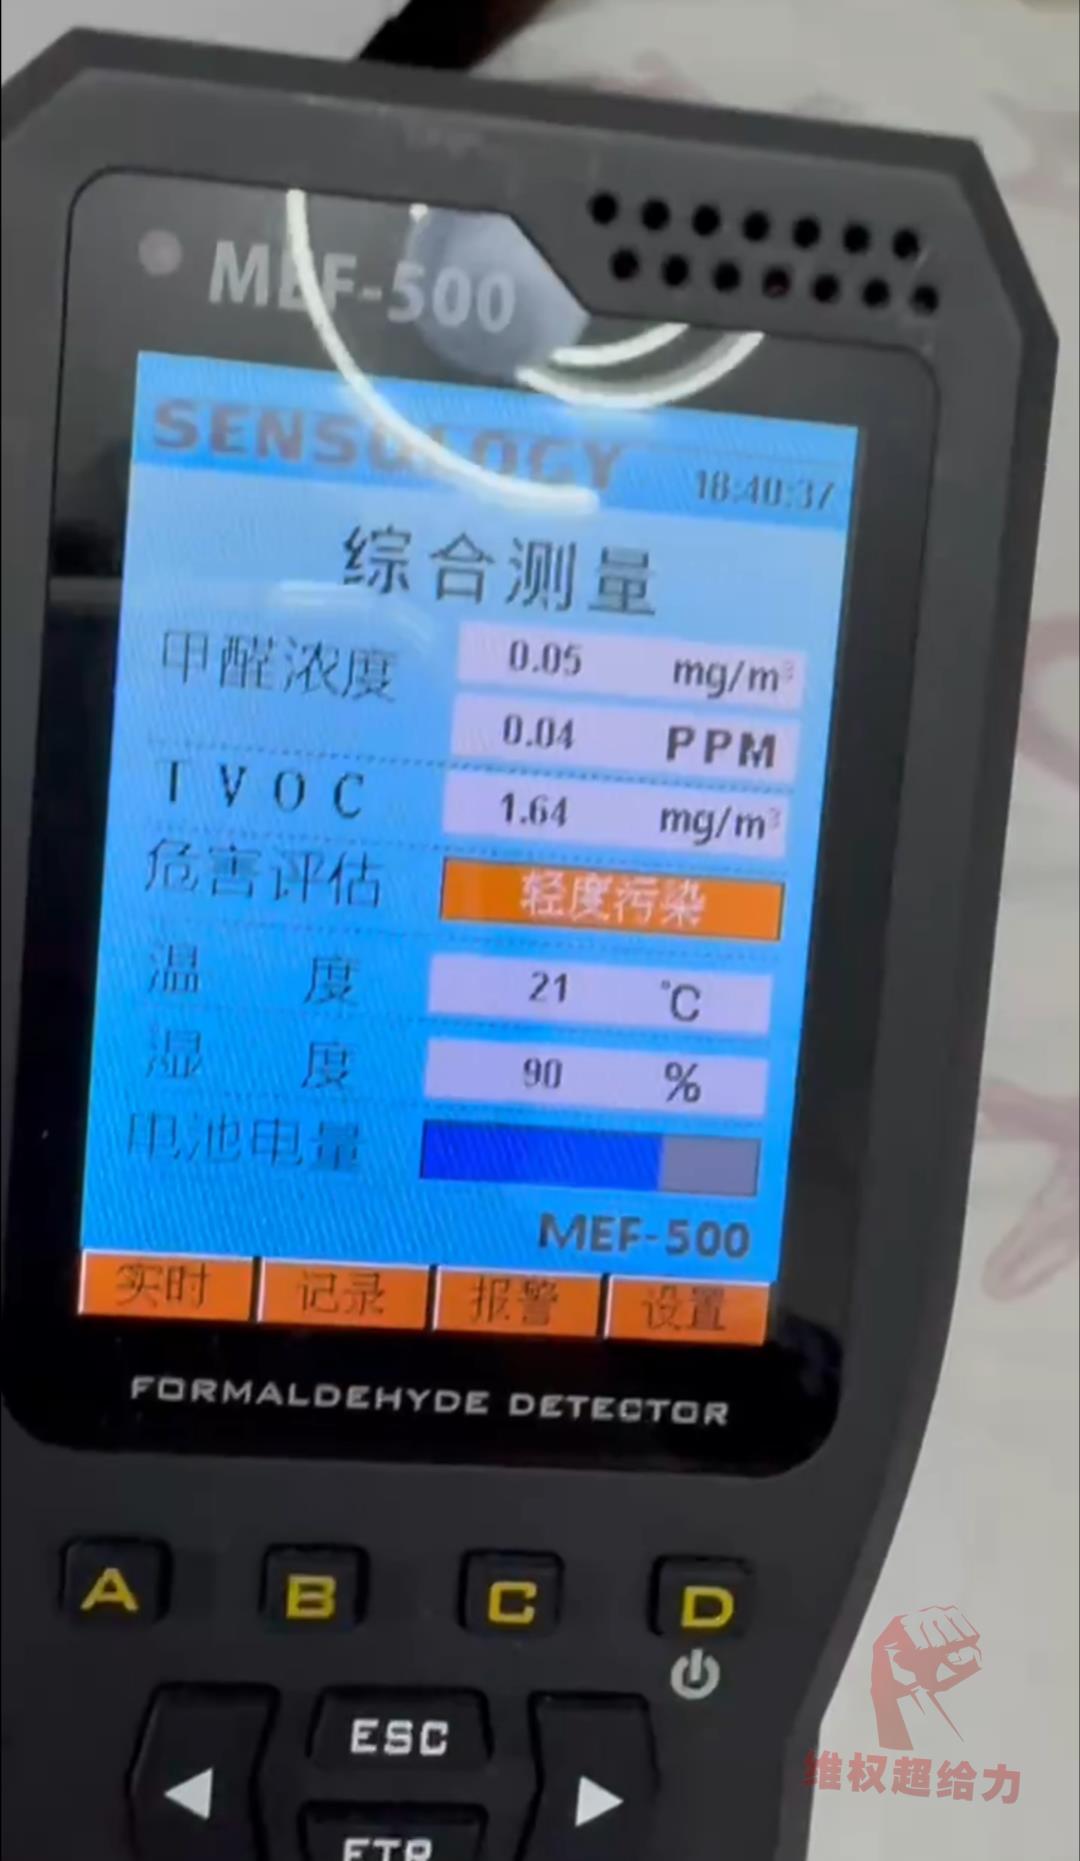 MEF-500
SENSOLOGY
18:40:37
综合测量
甲醛浓度 0.05 mg/m³
0.04 PPM
TVOC 1.64 mg/m³
危害评估 轻度污染
温度 21 ℃
湿度 90 %
电池电量
MEF-500
实时 记录 报警 设置
FORMALDEHYDE DETECTOR
A B C D
ESC
维权超给力